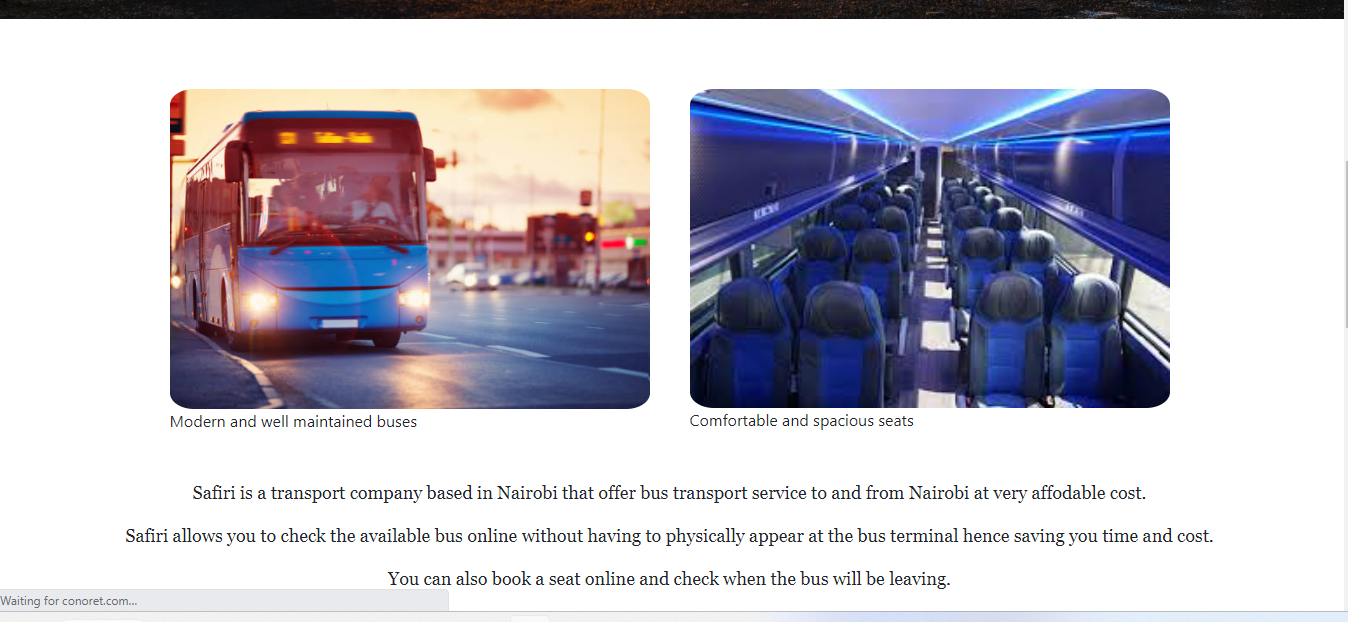 Modern and well maintained buses
Comfortable and spacious seats
Safiri is a transport company based in Nairobi that offer bus transport service to and from Nairobi at very affodable cost.
Safiri allows you to check the available bus online without having to physically appear at the bus terminal hence saving you time and cost.
You can also book a seat online and check when the bus will be leaving.
Waiting for conoret.com...